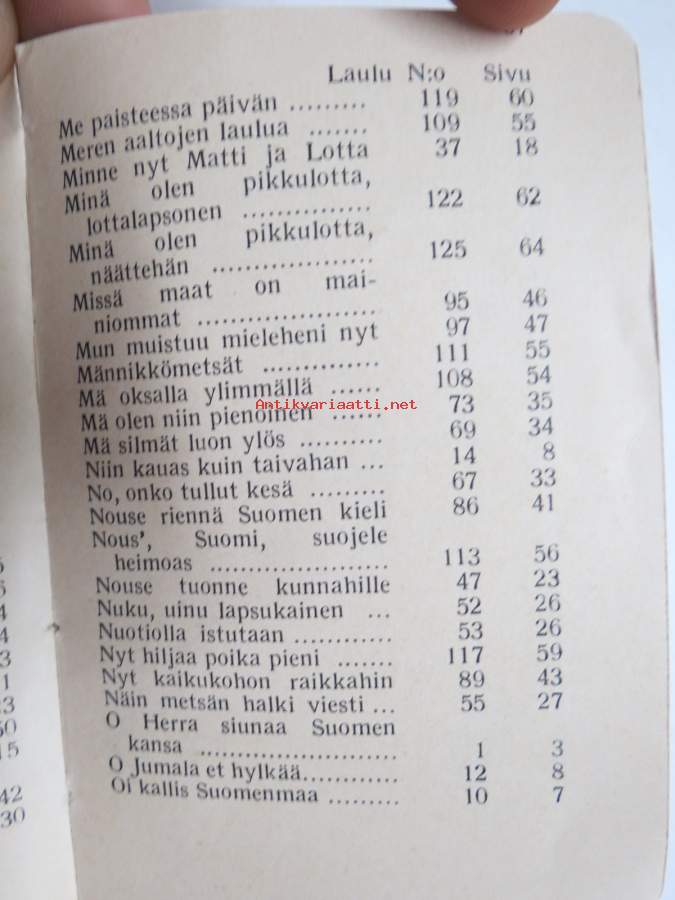 Laulu N:o Sivu
Me paisteessa päivän ......... 119 60
Meren aaltojen laulua ....... 109 55
Minne nyt Matti ja Lotta 37 18
Minä olen pikkulotta,
lottalapsonen ............... 122 62
Minä olen pikkulotta,
näättehän ................... 125 64
Missä maat on mai-
niommat ..................... 95 46
Mun muistuu mieleheni nyt 97 47
Männikkömetsät .............. 111 55
Mä oksalla ylimmällä ...... 108 54
Mä olen niin pienoinen ...... 73 35
Antikvariaatti.net
Mä silmät luon ylös .......... 69 34
Niin kauas kuin taivahan ... 14 8
No, onko tullut kesä ......... 67 33
Nouse riennä Suomen kieli 86 41
Nous', Suomi, suojele
heimoas ....................... 113 56
Nouse tuonne kunnahille 47 23
Nuku, uinu lapsukainen ... 52 26
Nuotiolla istutaan ............ 53 26
Nyt hiljaa poika pieni ....... 117 59
Nyt kaikukohon raikkahin 89 43
Näin metsän halki viesti ... 55 27
O Herra siunaa Suomen
kansa ......................... 1 3
O Jumala et hylkää............ 12 8
Oi kallis Suomenmaa ......... 10 7